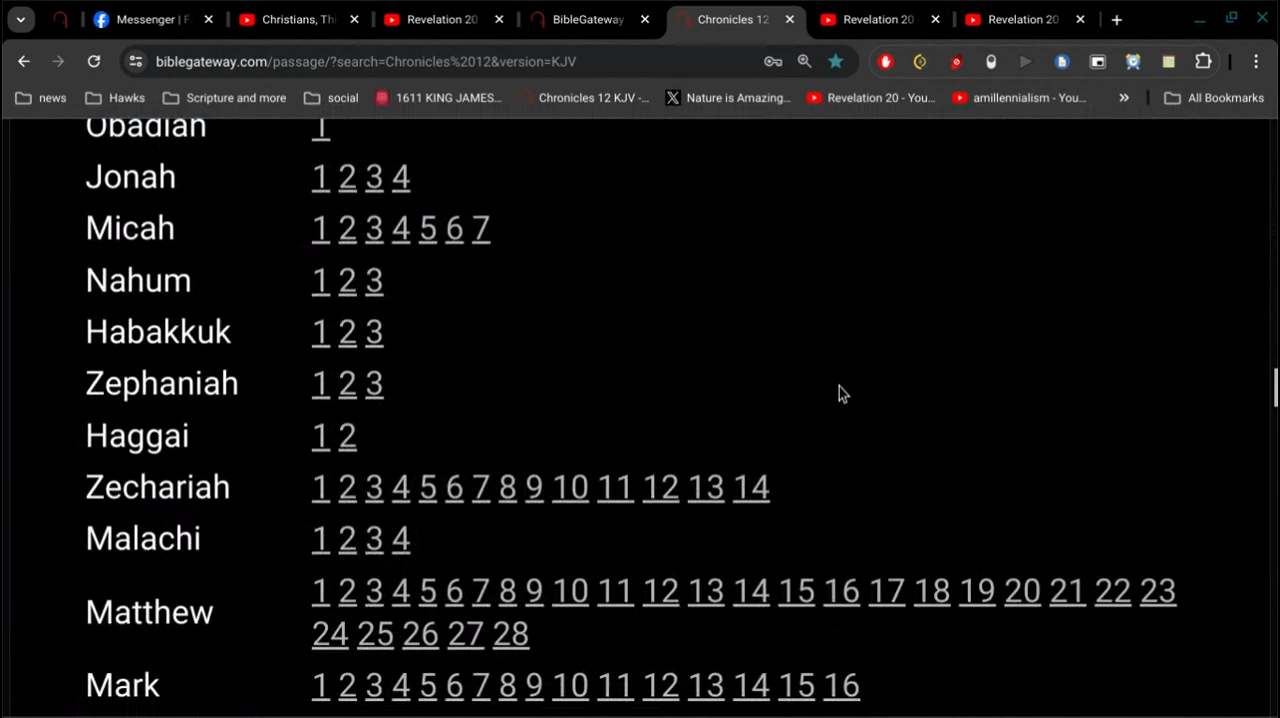 Messenger | F
Christians, Th
Revelation 20
BibleGateway
Chronicles 12
Revelation 20
Revelation 20
biblegateway.com/passage/?search=Chronicles%2012&version=KJV
news
Hawks
Scripture and more
social
1611 KING JAMES...
Chronicles 12 KJV -...
Nature is Amazing...
Revelation 20 - You...
amillennialism - You...
All Bookmarks
Obadiah 1
Jonah 1 2 3 4
Micah 1 2 3 4 5 6 7
Nahum 1 2 3
Habakkuk 1 2 3
Zephaniah 1 2 3
Haggai 1 2
Zechariah 1 2 3 4 5 6 7 8 9 10 11 12 13 14
Malachi 1 2 3 4
Matthew 1 2 3 4 5 6 7 8 9 10 11 12 13 14 15 16 17 18 19 20 21 22 23
24 25 26 27 28
Mark 1 2 3 4 5 6 7 8 9 10 11 12 13 14 15 16